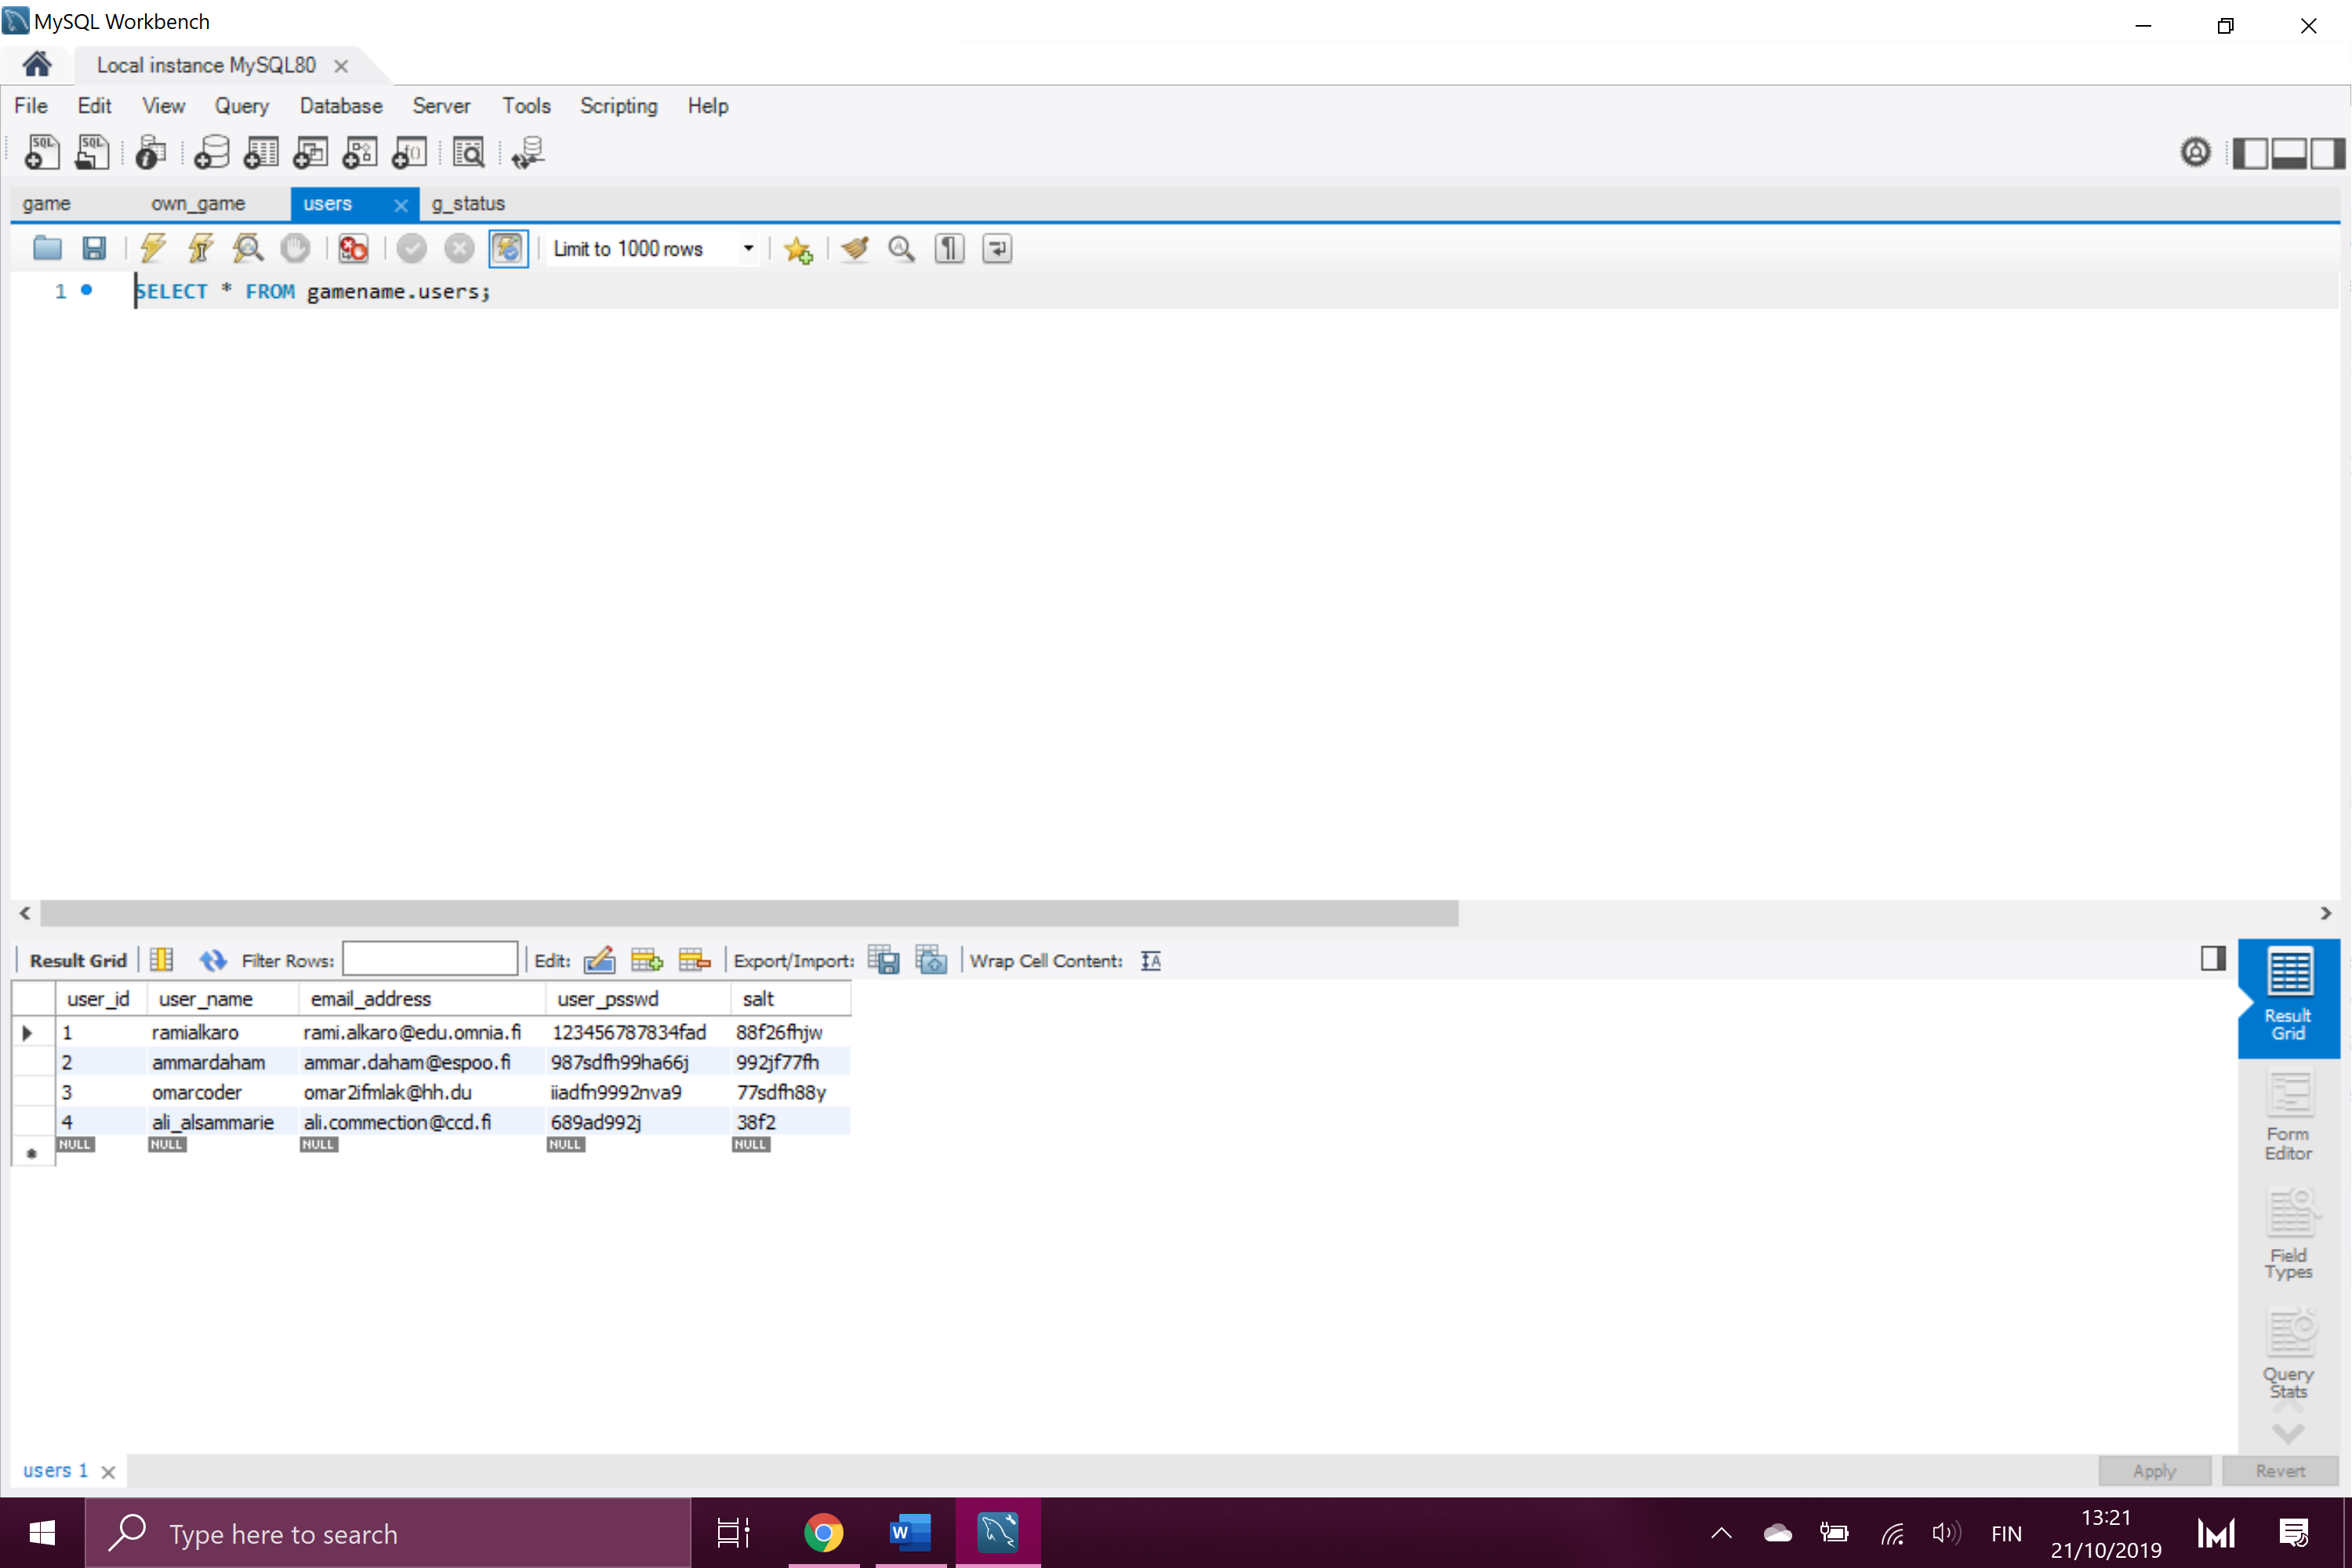 MySQL Workbench
Local instance MySQL80
File Edit View Query Database Server Tools Scripting Help
game own_game users g_status
Limit to 1000 rows
1 SELECT * FROM gamename.users;
Result Grid Filter Rows: Edit: Export/Import: Wrap Cell Content:
user_id user_name email_address user_psswd salt
1 ramialkaro rami.alkaro@edu.omnia.fi 123456787834fad 88f26fhjw
2 ammardaham ammar.daham@espoo.fi 987sdfh99ha66j 992jf77fh
3 omarcoder omar2ifmlak@hh.du iiadfn9992nva9 77sdfh88y
4 ali_alsammarie ali.commection@ccd.fi 689ad992j 38f2
NULL NULL NULL NULL NULL
Result
Grid
Form
Editor
Field
Types
Query
Stats
users 1
Apply Revert
Type here to search
FIN
13:21
21/10/2019